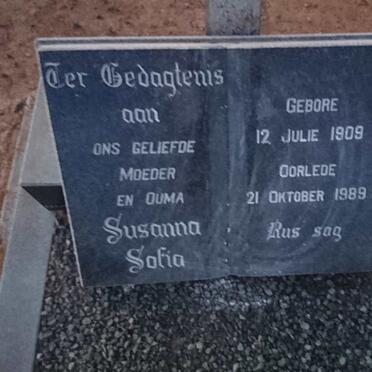 Ter Gedagtenis
aan
ONS GELIEFDE
MOEDER
EN OUMA
Susanna
Sofia
GEBORE
12 JULIE 1909
OORLEDE
21 OKTOBER 1989
Rus sag